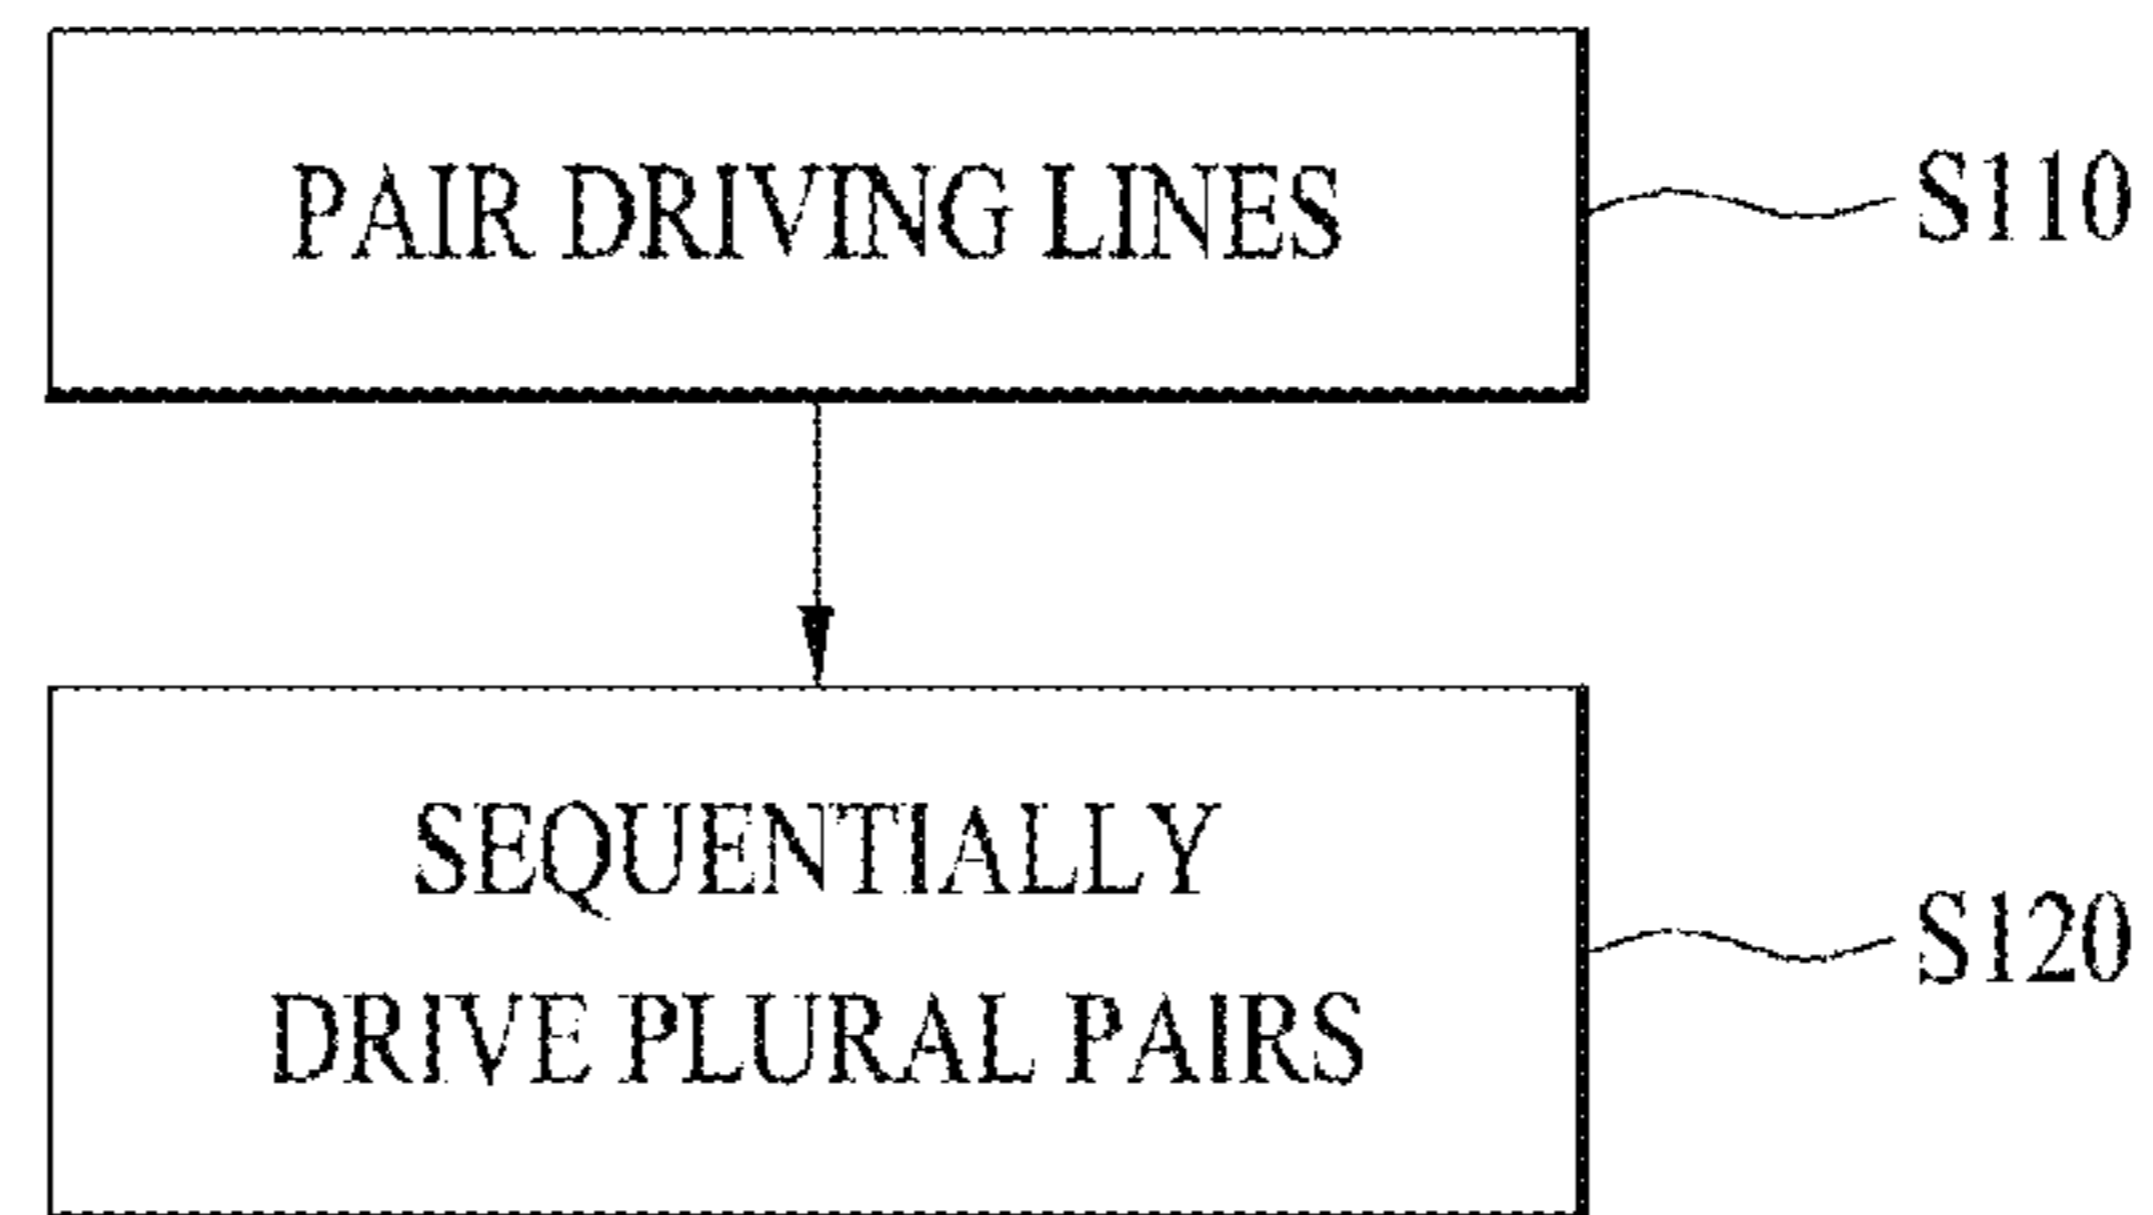 PAIR DRIVING LINES
S110
SEQUENTIALLY
DRIVE PLURAL PAIRS
S120